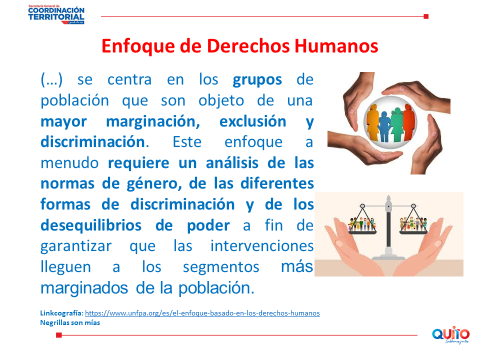 COORDINACIÓN
TERRITORIAL
Enfoque de Derechos Humanos
(…) se centra en los grupos de
población que son objeto de una
mayor marginación, exclusión y
discriminación. Este enfoque a
menudo requiere un análisis de las
normas de género, de las diferentes
formas de discriminación y de los
desequilibrios de poder a fin de
garantizar que las intervenciones
lleguen a los segmentos más
marginados de la población.
Linkcografía: https://www.unfpa.org/es/el-enfoque-basado-en-los-derechos-humanos
Negrillas son mías
QUITO